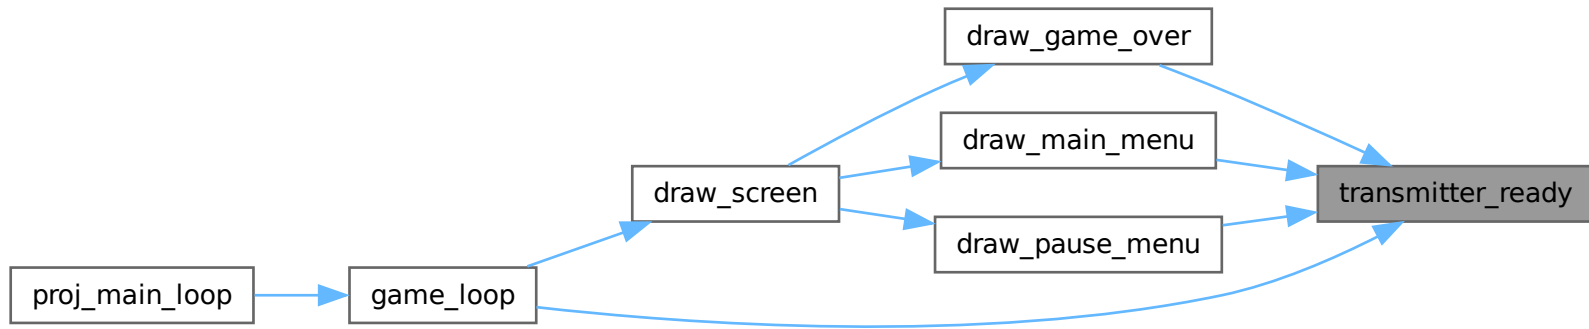 draw_game_over
draw_main_menu
draw_screen
transmitter_ready
draw_pause_menu
proj_main_loop
game_loop